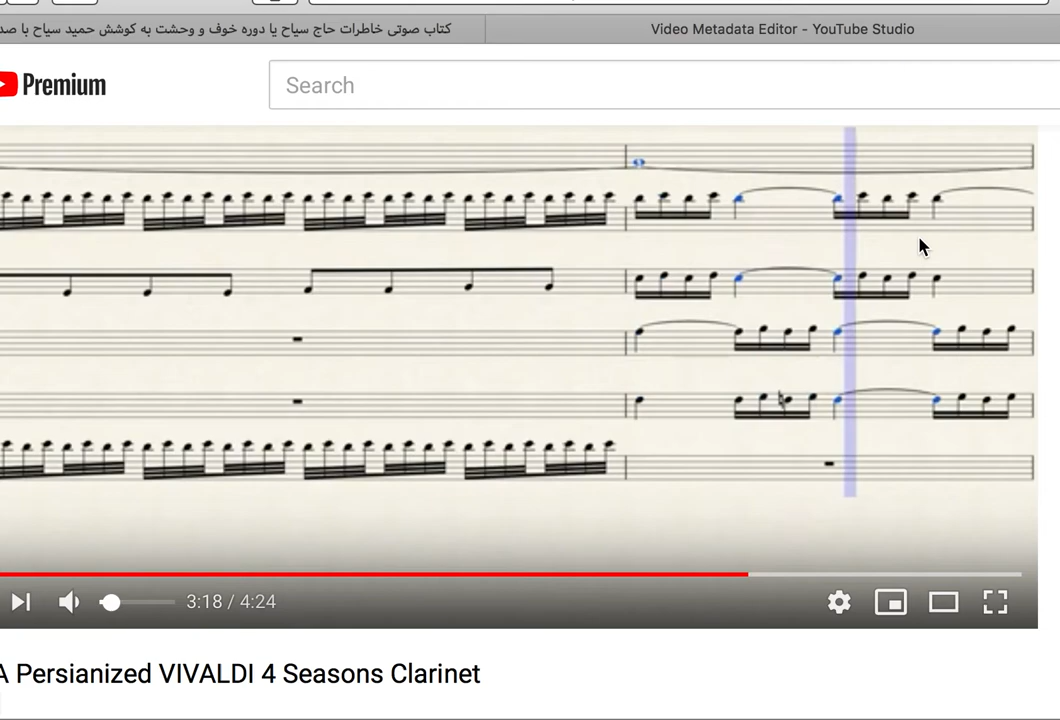 کتاب صوتی خاطرات حاج سیاح یا دوره خوف و وحشت به کوشش حمید سیاح با صد
Video Metadata Editor - YouTube Studio
Premium
Search
3:18 / 4:24
A Persianized VIVALDI 4 Seasons Clarinet